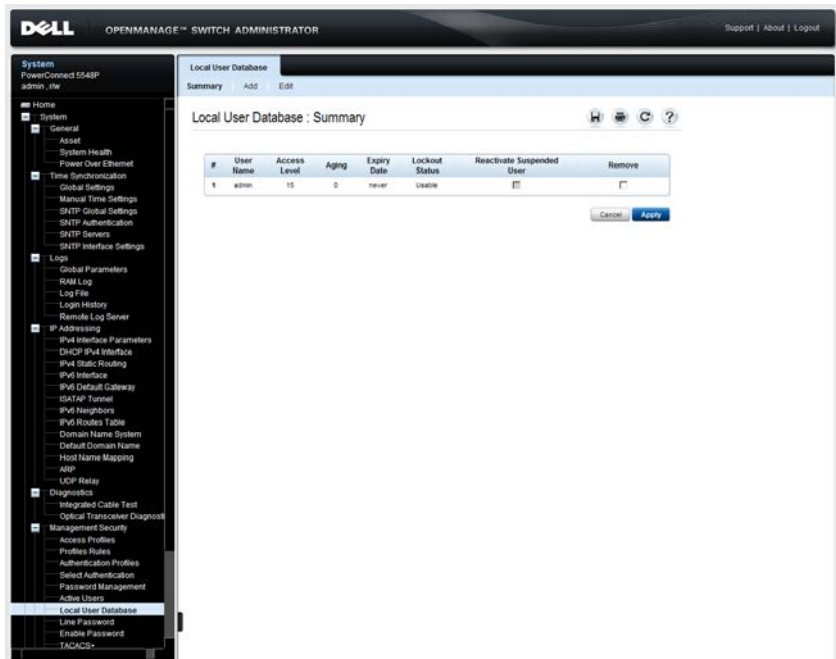 DELL
OPENMANAGE™ SWITCH ADMINISTRATOR
Support | About | Logout
System
PowerConnect 5548P
admin , r/w
Home
System
General
Asset
System Health
Power Over Ethernet
Time Synchronization
Global Settings
Manual Time Settings
SNTP Global Settings
SNTP Authentication
SNTP Servers
SNTP Interface Settings
Logs
Global Parameters
RAM Log
Log File
Login History
Remote Log Server
IP Addressing
IPv4 Interface Parameters
DHCP IPv4 Interface
IPv4 Static Routing
IPv6 Interface
IPv6 Default Gateway
ISATAP Tunnel
IPv6 Neighbors
IPv6 Routes Table
Domain Name System
Default Domain Name
Host Name Mapping
ARP
UDP Relay
Diagnostics
Integrated Cable Test
Optical Transceiver Diagnosti
Management Security
Access Profiles
Profiles Rules
Authentication Profiles
Select Authentication
Password Management
Active Users
Local User Database
Line Password
Enable Password
TACACS+
Local User Database
Summary Add Edit
Local User Database : Summary
# User Name Access Level Aging Expiry Date Lockout Status Reactivate Suspended User Remove
1 admin 15 0 never Usable
Cancel Apply